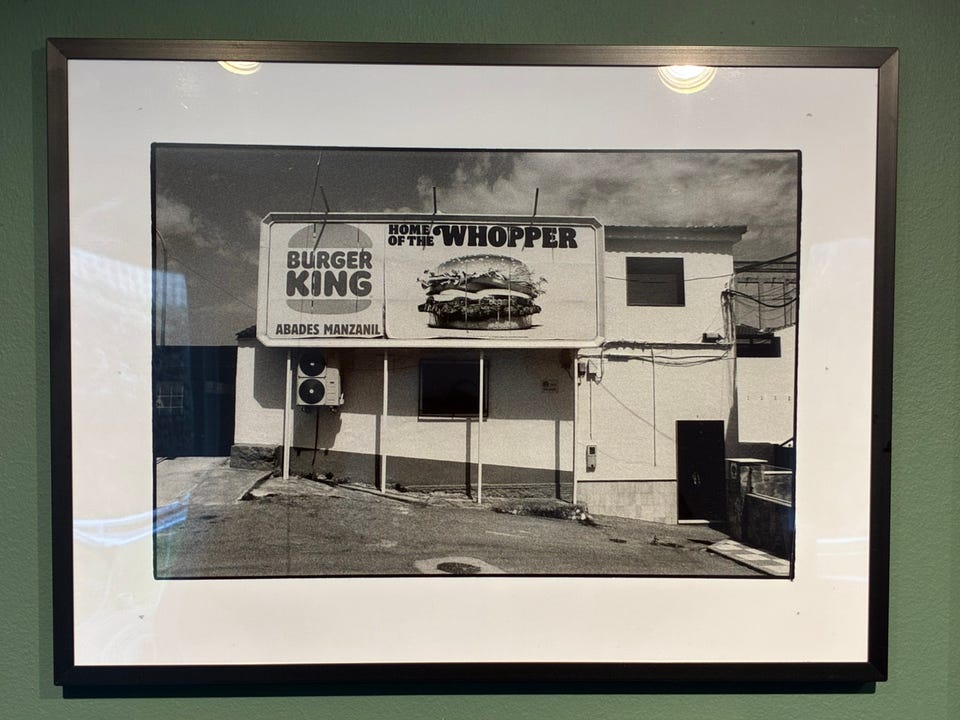 BURGER
KING
ABADES MANZANIL
HOME
OF THE WHOPPER